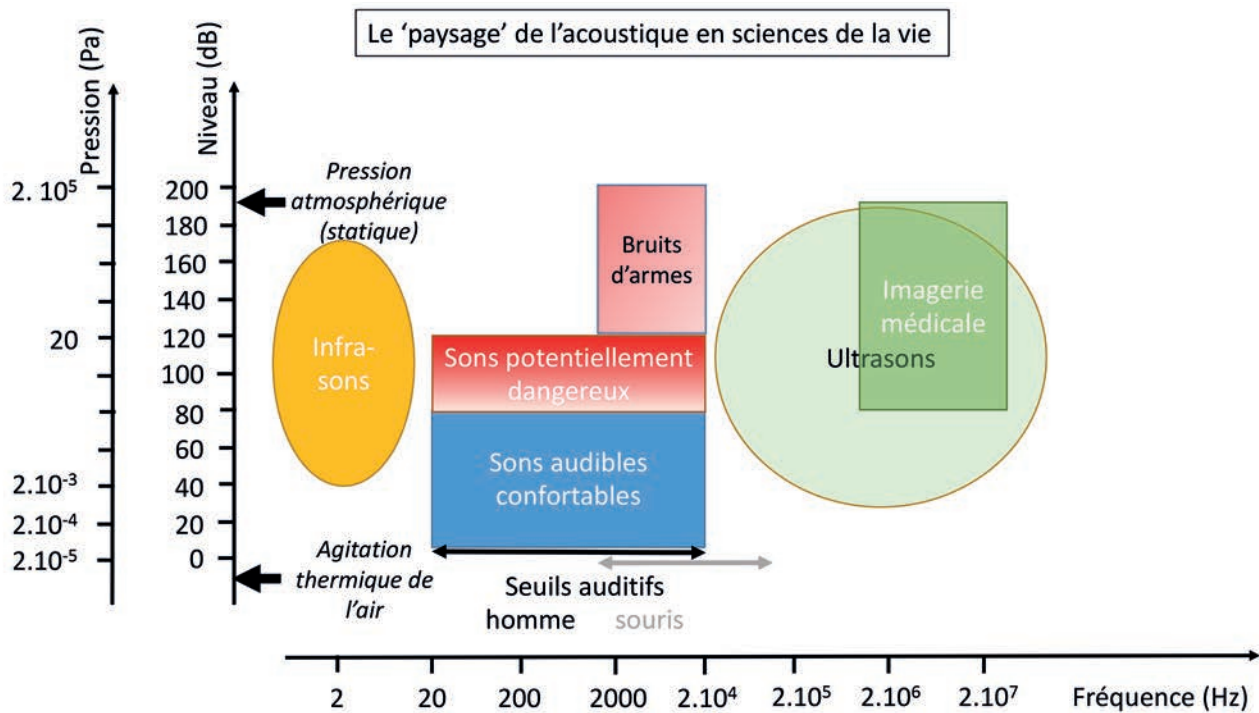 Le 'paysage' de l'acoustique en sciences de la vie
Pression (Pa)
Niveau (dB)
2. 10⁵
20
2.10⁻³
2.10⁻⁴
2.10⁻⁵
200
180
160
140
120
100
80
60
40
20
0
Pression
atmosphérique
(statique)
Agitation
thermique de
l'air
Infra-
sons
Bruits
d'armes
Sons potentiellement
dangereux
Sons audibles
confortables
Imagerie
médicale
Ultrasons
Seuils auditifs
homme souris
2 20 200 2000 2.10⁴ 2.10⁵ 2.10⁶ 2.10⁷ Fréquence (Hz)